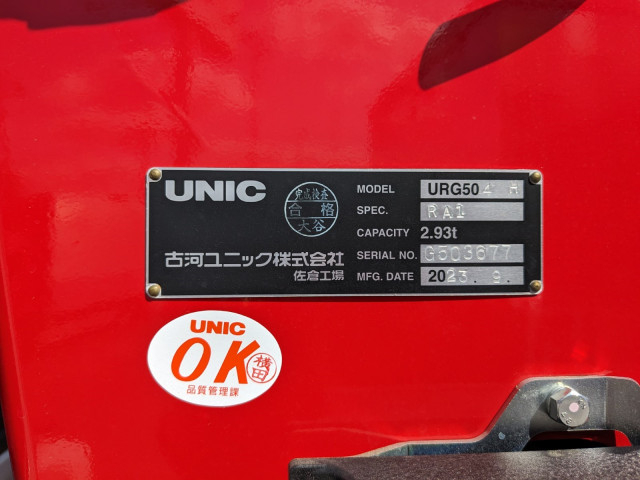 UNIC
完成検査
合格
大谷
古河ユニック株式会社
佐倉工場
MODEL URG504 A
SPEC. RA1
CAPACITY 2.93t
SERIAL NO. G503677
MFG. DATE 2023. 9.
UNIC
OK
横田
品質管理課